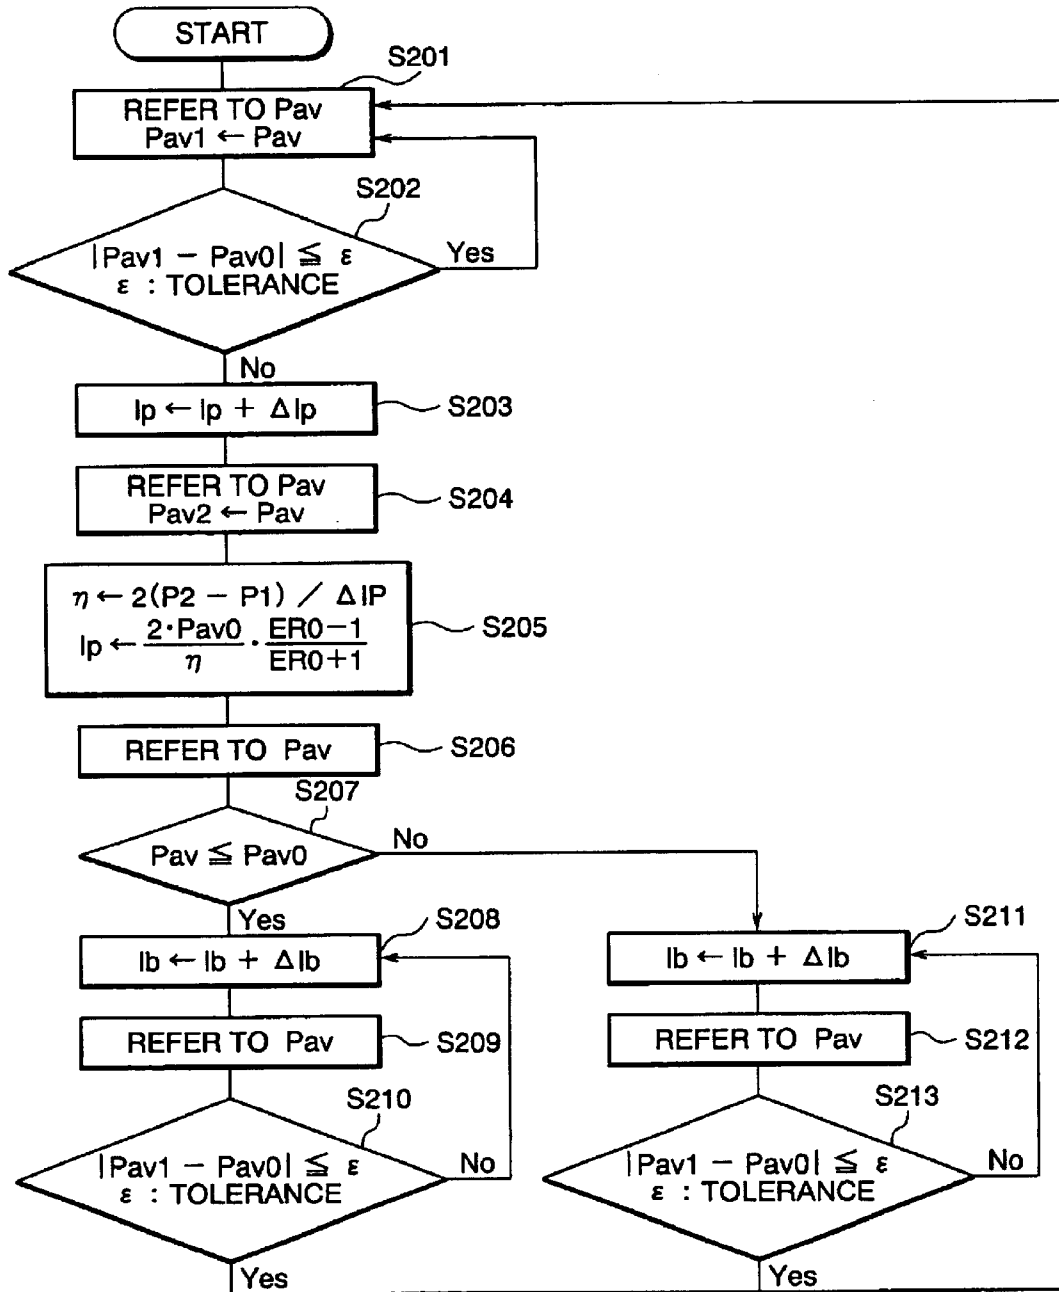 START
S201
REFER TO Pav
Pav1 ← Pav
S202
|Pav1 − Pav0| ≦ ε
ε : TOLERANCE
Yes
No
Ip ← Ip + ΔIp
S203
REFER TO Pav
Pav2 ← Pav
S204
η ← 2(P2 − P1) / ΔIP
Ip ← 2·Pav0/η · ER0−1/ER0+1
S205
REFER TO Pav
S206
S207
Pav ≦ Pav0
No
Yes
S208
Ib ← Ib + ΔIb
REFER TO Pav
S209
S210
|Pav1 − Pav0| ≦ ε
ε : TOLERANCE
No
Yes
S211
Ib ← Ib + ΔIb
REFER TO Pav
S212
S213
|Pav1 − Pav0| ≦ ε
ε : TOLERANCE
No
Yes